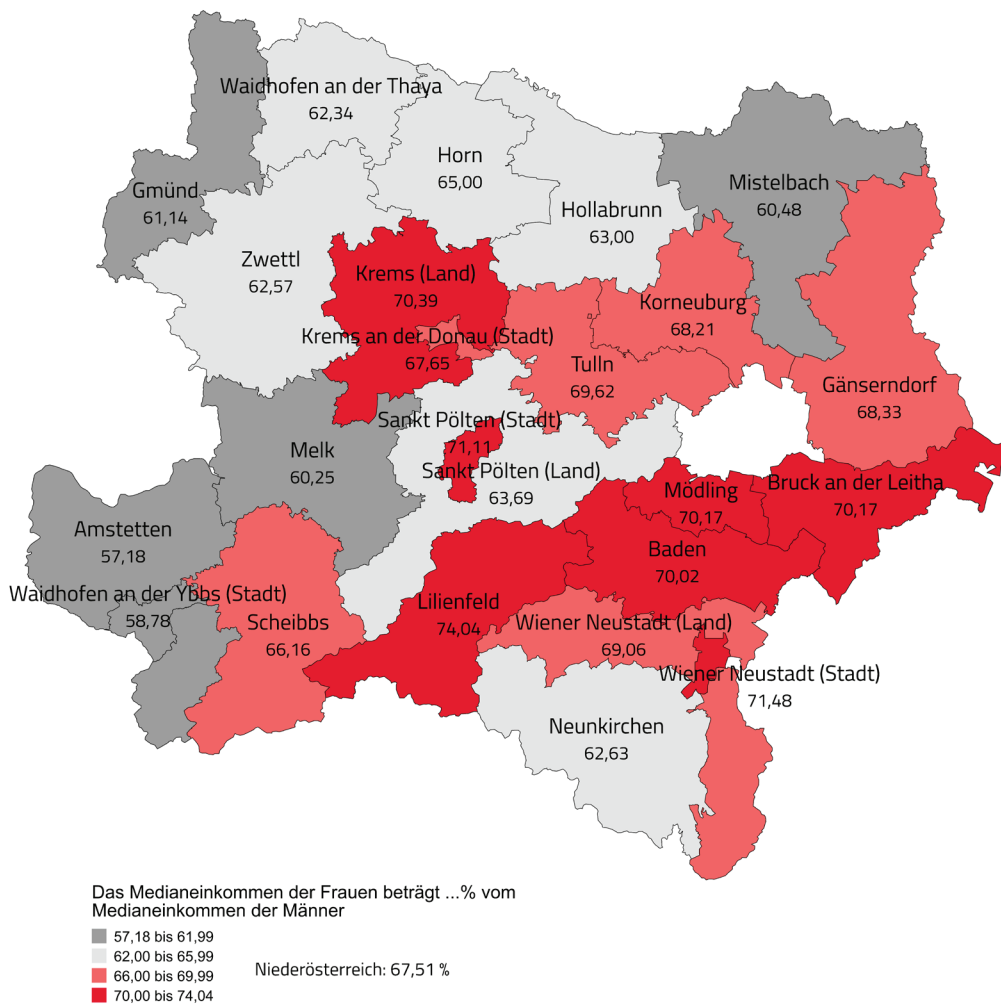 Waidhofen an der Thaya
62,34
Horn
65,00
Gmünd
61,14
Mistelbach
60,48
Hollabrunn
63,00
Zwettl
62,57
Krems (Land)
70,39
Korneuburg
68,21
Krems an der Donau (Stadt)
67,65
Tulln
69,62
Gänserndorf
68,33
Sankt Pölten (Stadt)
71,11
Melk
60,25
Sankt Pölten (Land)
63,69
Mödling
70,17
Bruck an der Leitha
70,17
Amstetten
57,18
Baden
70,02
Waidhofen an der Ybbs (Stadt)
58,78
Scheibbs
66,16
Lilienfeld
74,04
Wiener Neustadt (Land)
69,06
Wiener Neustadt (Stadt)
71,48
Neunkirchen
62,63
Das Medianeinkommen der Frauen beträgt ...% vom
Medianeinkommen der Männer
57,18 bis 61,99
62,00 bis 65,99
66,00 bis 69,99
70,00 bis 74,04
Niederösterreich: 67,51 %